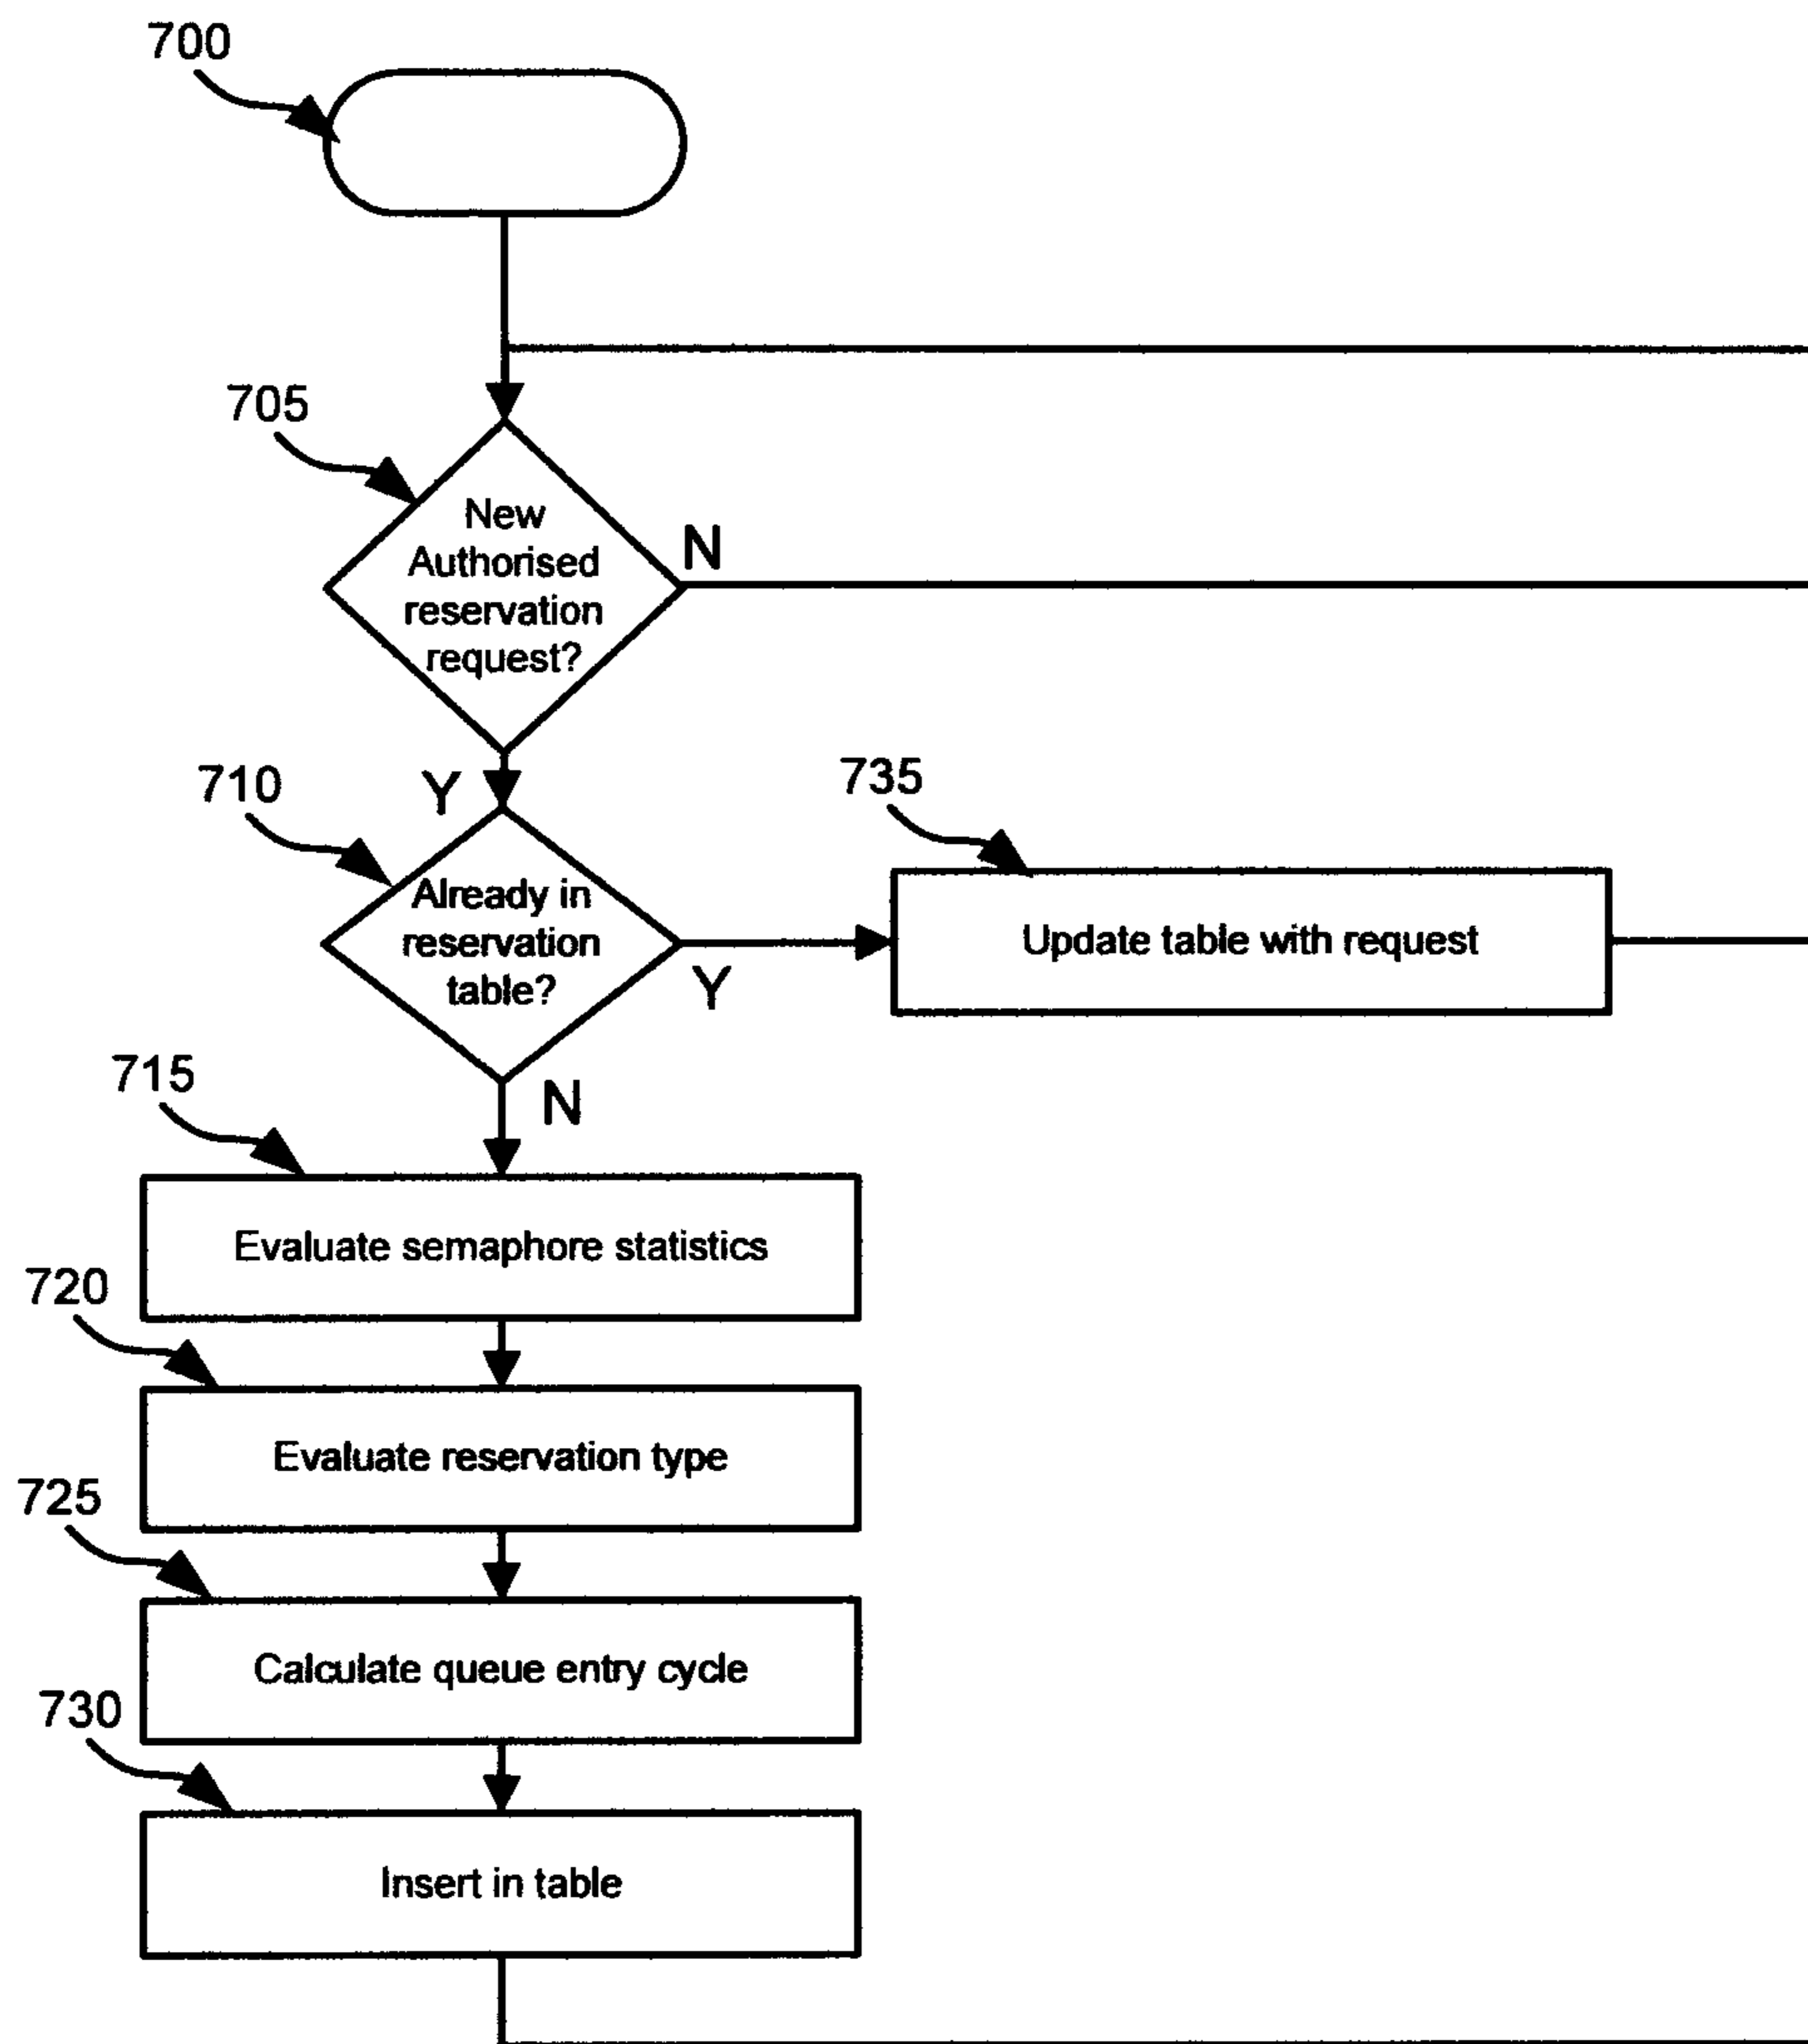 700
705
New
Authorised
reservation
request?
N
Y
710
Already in
reservation
table?
Y
735
Update table with request
N
715
Evaluate semaphore statistics
720
Evaluate reservation type
725
Calculate queue entry cycle
730
Insert in table